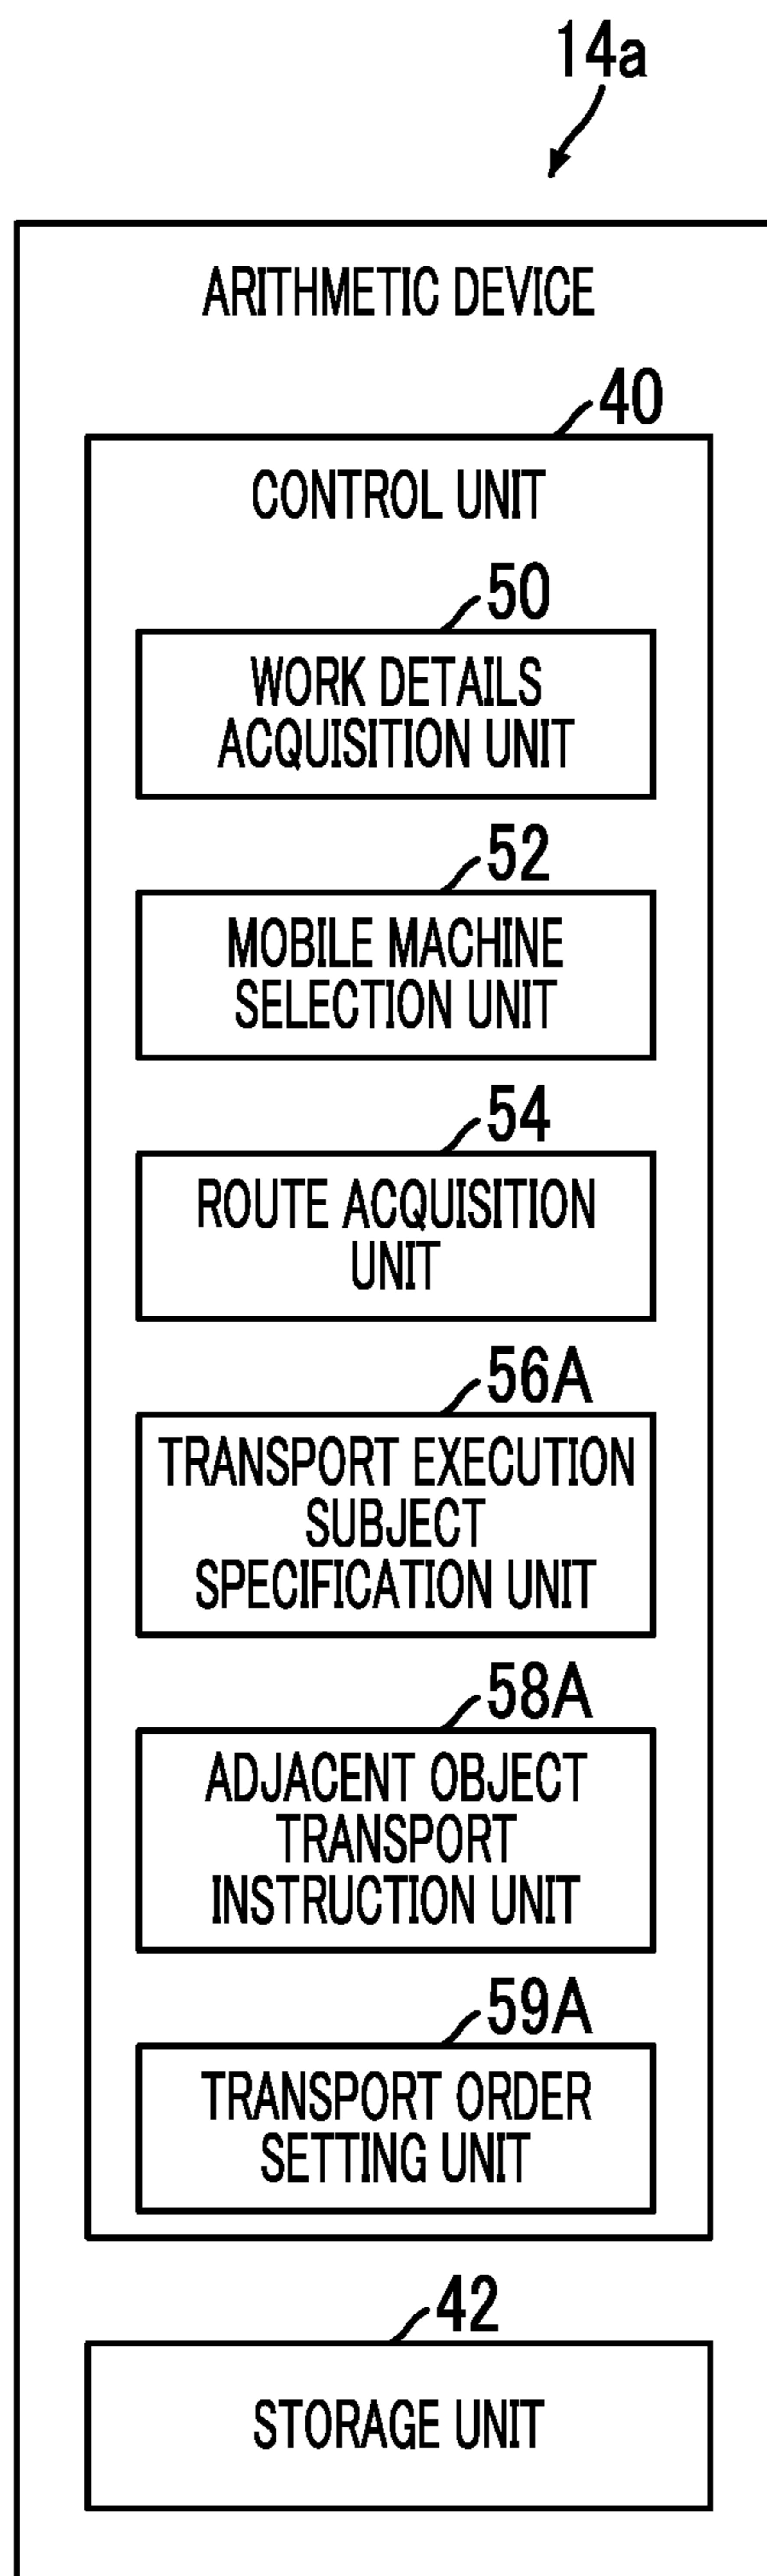 14a
ARITHMETIC DEVICE
40
CONTROL UNIT
50
WORK DETAILS
ACQUISITION UNIT
52
MOBILE MACHINE
SELECTION UNIT
54
ROUTE ACQUISITION
UNIT
56A
TRANSPORT EXECUTION
SUBJECT
SPECIFICATION UNIT
58A
ADJACENT OBJECT
TRANSPORT
INSTRUCTION UNIT
59A
TRANSPORT ORDER
SETTING UNIT
42
STORAGE UNIT